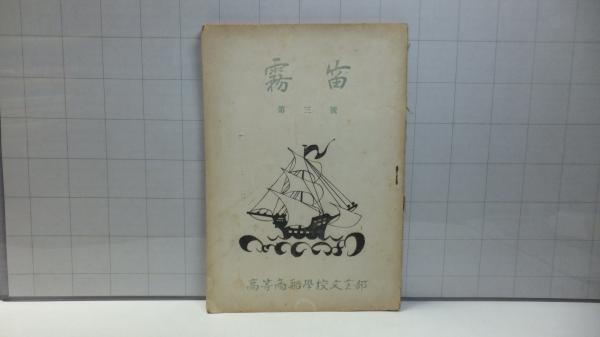 霧笛
第三號
高等商船學校文芸部